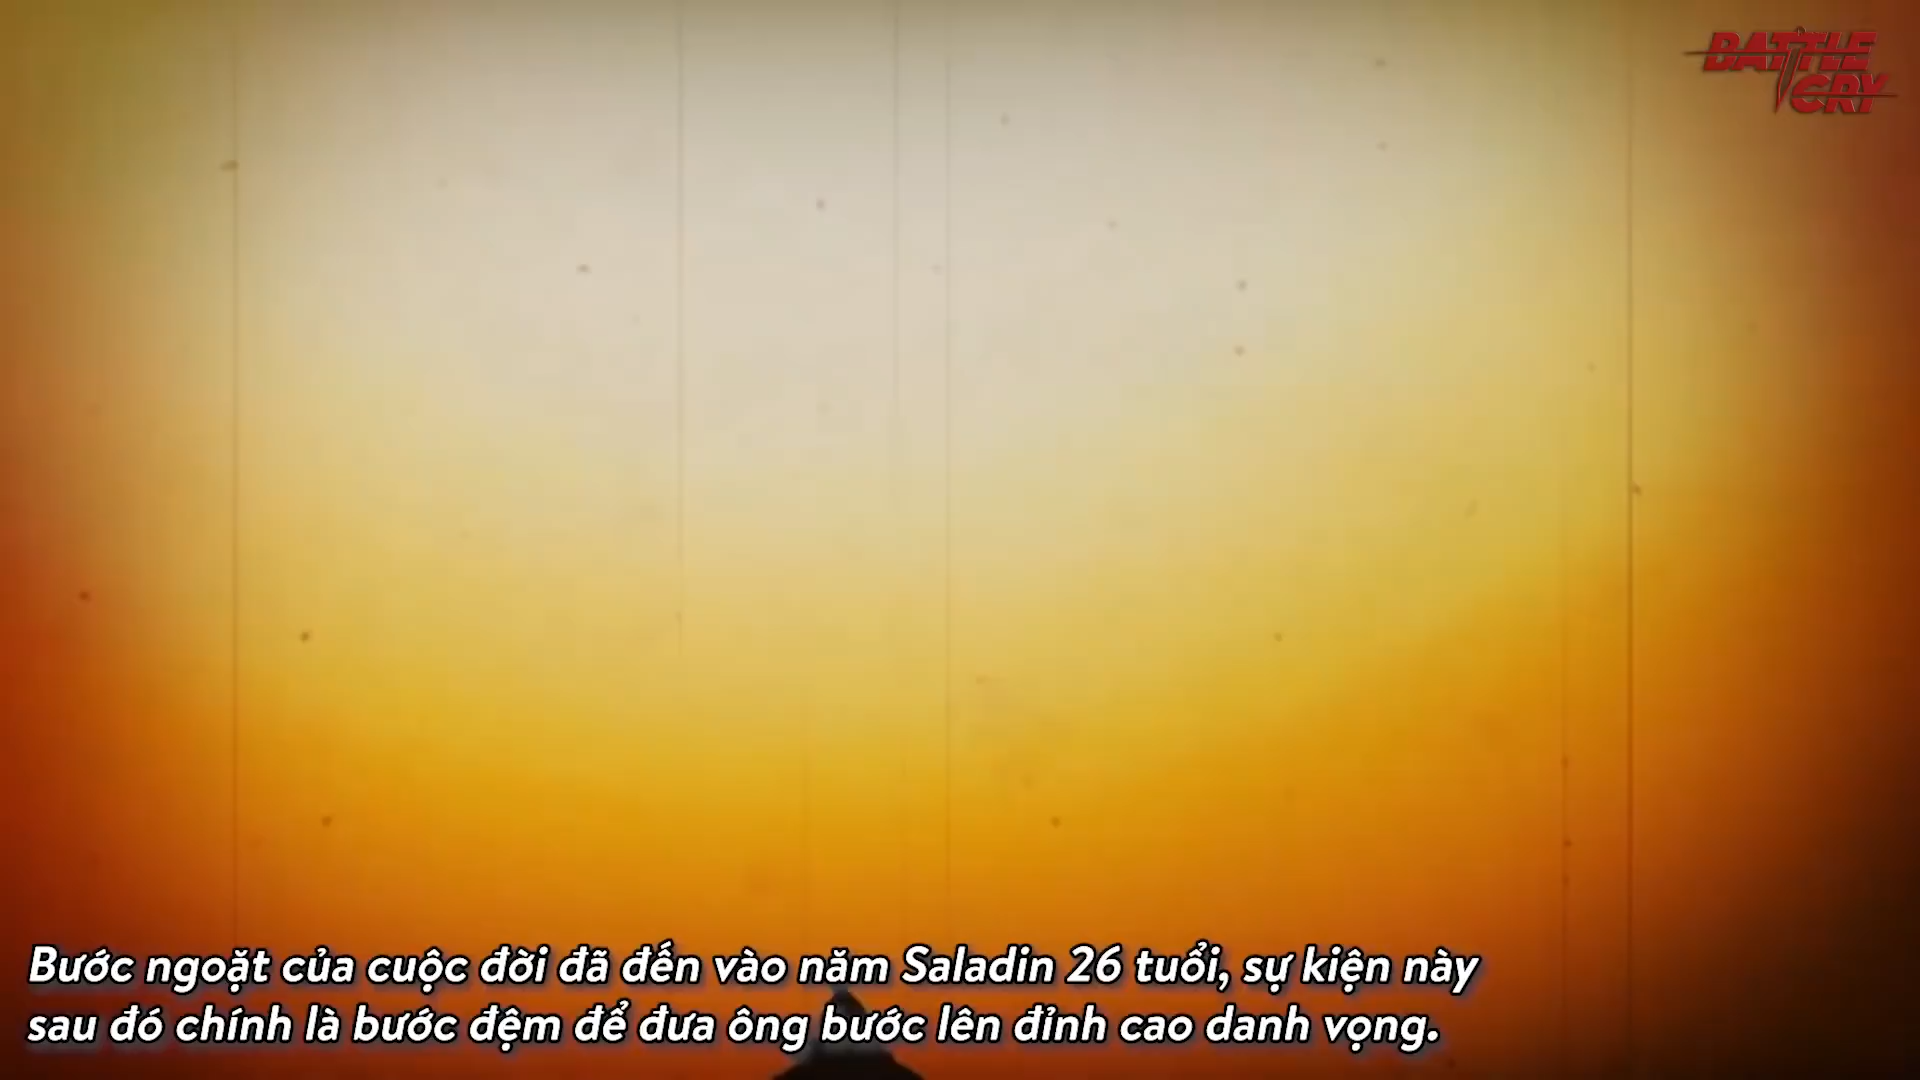 BATTLE
CRY
Bước ngoặt của cuộc đời đã đến vào năm Saladin 26 tuổi, sự kiện này
sau đó chính là bước đệm để đưa ông bước lên đỉnh cao danh vọng.